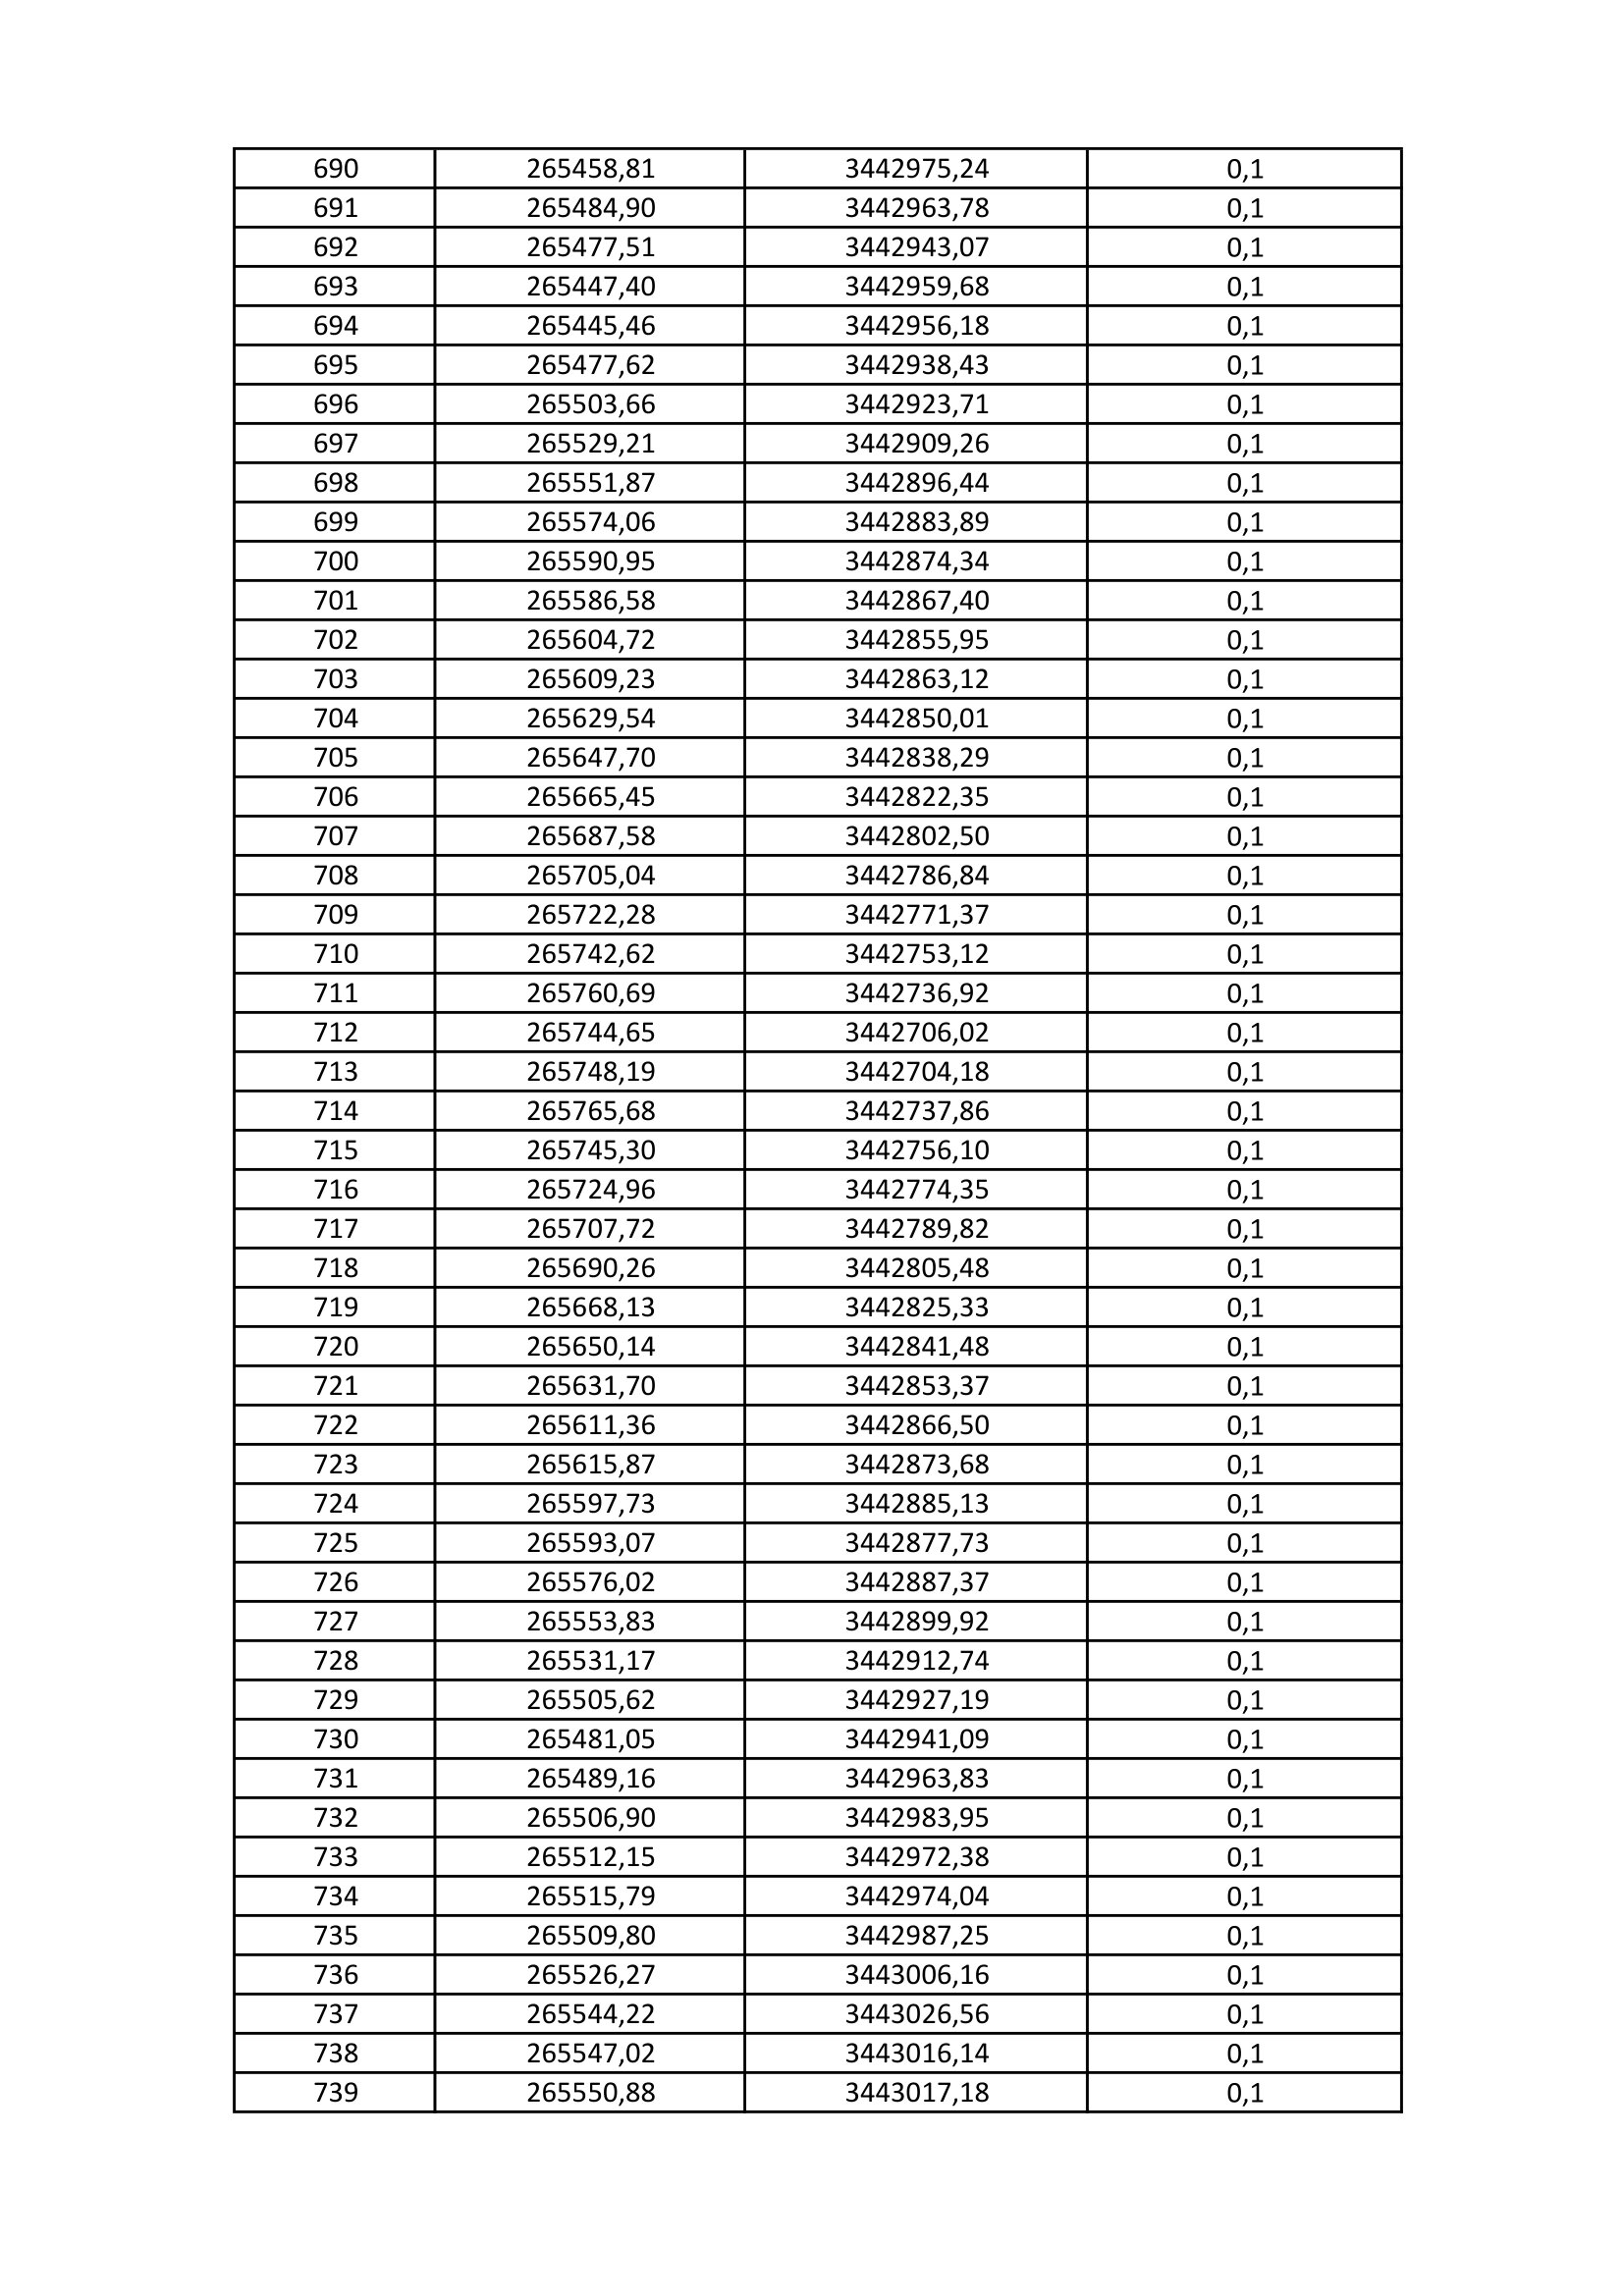 690 265458,81 3442975,24 0,1
691 265484,90 3442963,78 0,1
692 265477,51 3442943,07 0,1
693 265447,40 3442959,68 0,1
694 265445,46 3442956,18 0,1
695 265477,62 3442938,43 0,1
696 265503,66 3442923,71 0,1
697 265529,21 3442909,26 0,1
698 265551,87 3442896,44 0,1
699 265574,06 3442883,89 0,1
700 265590,95 3442874,34 0,1
701 265586,58 3442867,40 0,1
702 265604,72 3442855,95 0,1
703 265609,23 3442863,12 0,1
704 265629,54 3442850,01 0,1
705 265647,70 3442838,29 0,1
706 265665,45 3442822,35 0,1
707 265687,58 3442802,50 0,1
708 265705,04 3442786,84 0,1
709 265722,28 3442771,37 0,1
710 265742,62 3442753,12 0,1
711 265760,69 3442736,92 0,1
712 265744,65 3442706,02 0,1
713 265748,19 3442704,18 0,1
714 265765,68 3442737,86 0,1
715 265745,30 3442756,10 0,1
716 265724,96 3442774,35 0,1
717 265707,72 3442789,82 0,1
718 265690,26 3442805,48 0,1
719 265668,13 3442825,33 0,1
720 265650,14 3442841,48 0,1
721 265631,70 3442853,37 0,1
722 265611,36 3442866,50 0,1
723 265615,87 3442873,68 0,1
724 265597,73 3442885,13 0,1
725 265593,07 3442877,73 0,1
726 265576,02 3442887,37 0,1
727 265553,83 3442899,92 0,1
728 265531,17 3442912,74 0,1
729 265505,62 3442927,19 0,1
730 265481,05 3442941,09 0,1
731 265489,16 3442963,83 0,1
732 265506,90 3442983,95 0,1
733 265512,15 3442972,38 0,1
734 265515,79 3442974,04 0,1
735 265509,80 3442987,25 0,1
736 265526,27 3443006,16 0,1
737 265544,22 3443026,56 0,1
738 265547,02 3443016,14 0,1
739 265550,88 3443017,18 0,1